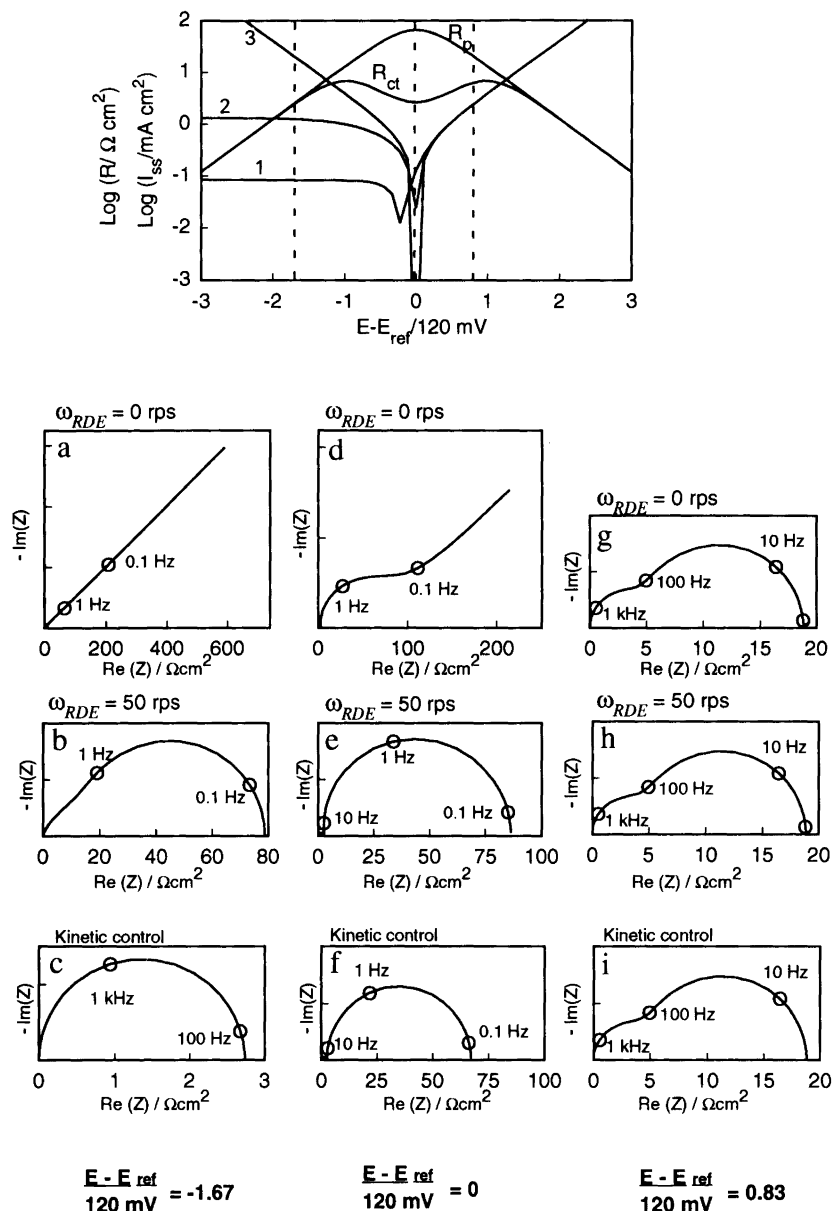 2
1
0
-1
-2
-3
Log (R/ Ω cm²)
Log (I_ss/mA cm²)
3
2
1
R_p
R_ct
-3 -2 -1 0 1 2 3
E-E_ref/120 mV
ω_RDE = 0 rps
a
0.1 Hz
1 Hz
- Im(Z)
0 200 400 600
Re (Z) / Ωcm²
ω_RDE = 0 rps
d
1 Hz
0.1 Hz
- Im(Z)
0 100 200
Re (Z) / Ωcm²
ω_RDE = 0 rps
g
10 Hz
100 Hz
1 kHz
- Im(Z)
0 5 10 15 20
Re (Z) / Ωcm²
ω_RDE = 50 rps
b
1 Hz
0.1 Hz
- Im(Z)
0 20 40 60 80
Re (Z) / Ωcm²
ω_RDE = 50 rps
e
1 Hz
10 Hz
0.1 Hz
- Im(Z)
0 25 50 75 100
Re (Z) / Ωcm²
ω_RDE = 50 rps
h
10 Hz
100 Hz
1 kHz
- Im(Z)
0 5 10 15 20
Re (Z) / Ωcm²
Kinetic control
c
1 kHz
100 Hz
- Im(Z)
0 1 2 3
Re (Z) / Ωcm²
Kinetic control
f
1 Hz
10 Hz
0.1 Hz
- Im(Z)
0 25 50 75 100
Re (Z) / Ωcm²
Kinetic control
i
10 Hz
100 Hz
1 kHz
- Im(Z)
0 5 10 15 20
Re (Z) / Ωcm²
E - E ref
120 mV = -1.67
E - E ref
120 mV = 0
E - E ref
120 mV = 0.83